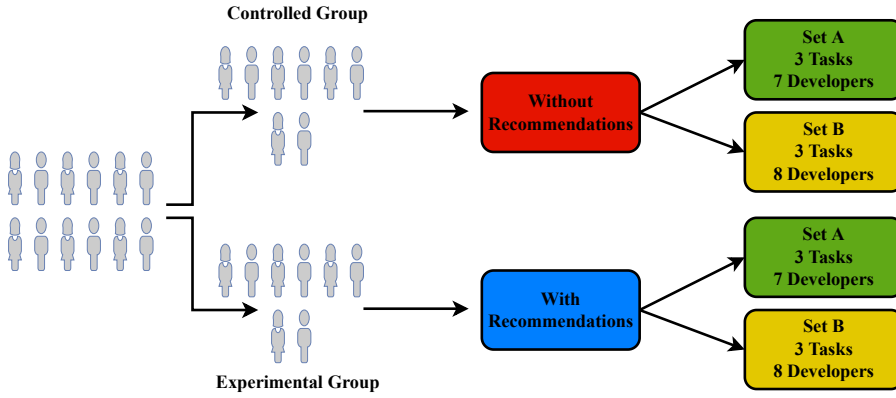 Controlled Group
Without
Recommendations
Set A
3 Tasks
7 Developers
Set B
3 Tasks
8 Developers
Experimental Group
With
Recommendations
Set A
3 Tasks
7 Developers
Set B
3 Tasks
8 Developers